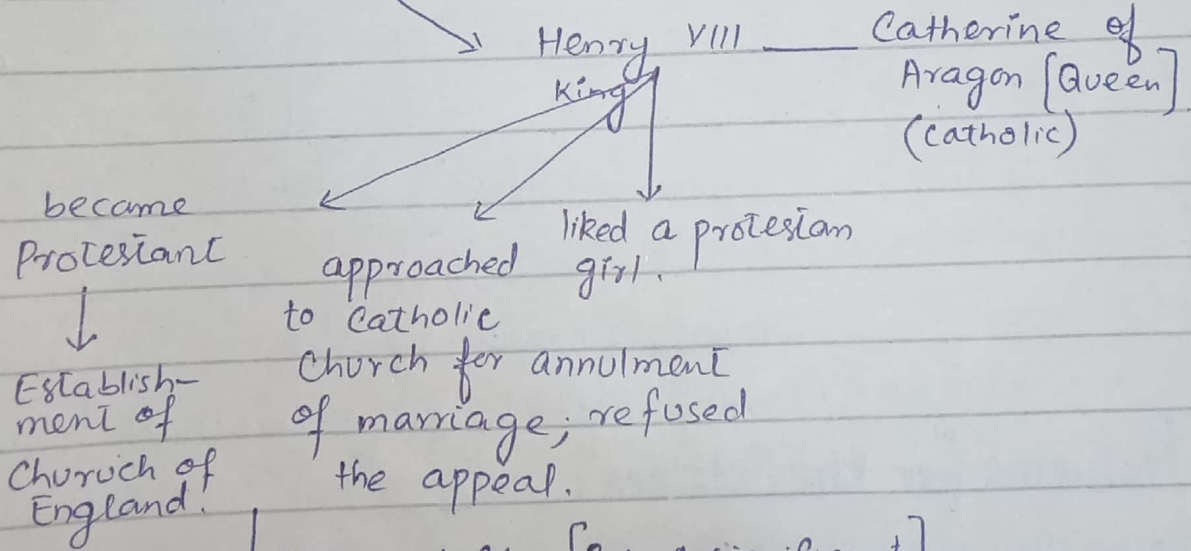 Henry VIII Catherine of
King Aragon [Queen]
(Catholic)
became
Protestant
liked a protestan
girl.
approached
to Catholic
Church for annulment
of marriage; refused
the appeal.
Establish-
ment of
Churuch of
England.